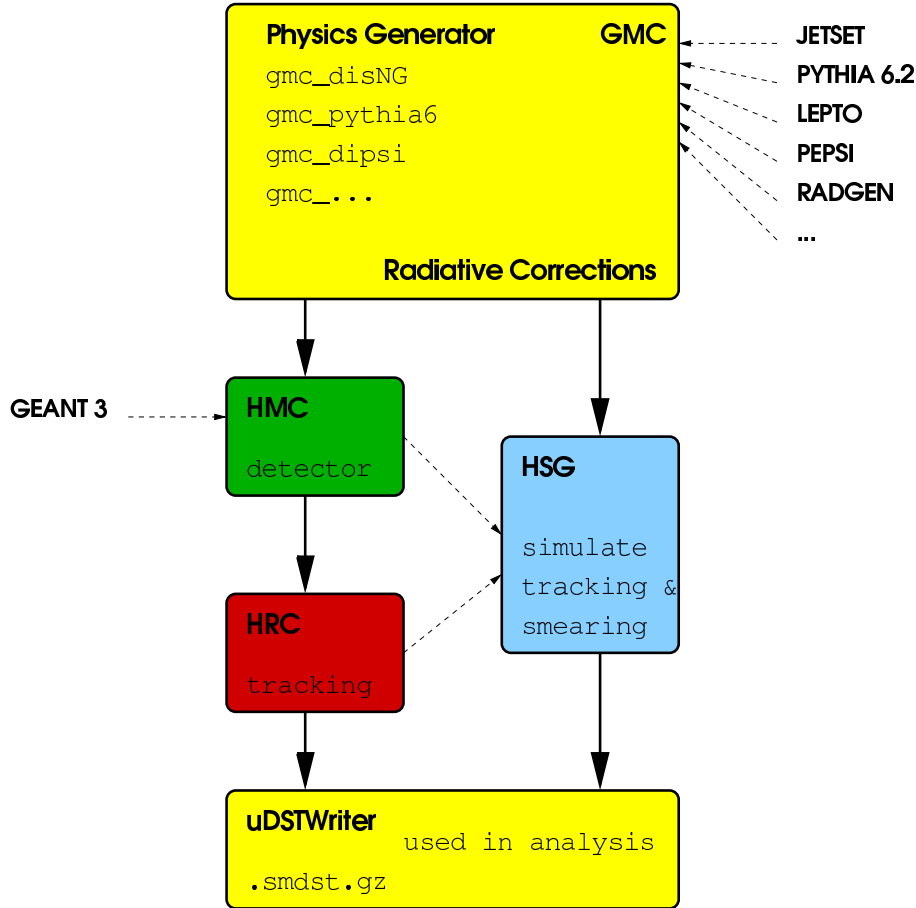 Physics Generator GMC
gmc_disNG
gmc_pythia6
gmc_dipsi
gmc_...
Radiative Corrections
JETSET
PYTHIA 6.2
LEPTO
PEPSI
RADGEN
...
GEANT 3
HMC
detector
HSG
simulate
tracking &
smearing
HRC
tracking
uDSTWriter
used in analysis
.smdst.gz